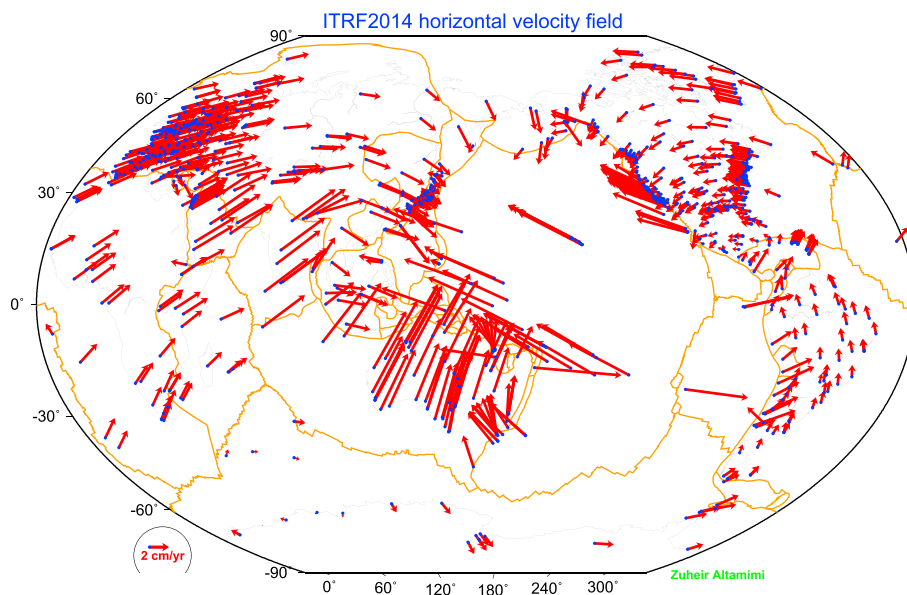 ITRF2014 horizontal velocity field
90˚
60˚
30˚
0˚
-30˚
-60˚
-90˚
2 cm/yr
0˚ 60˚ 120˚ 180˚ 240˚ 300˚
Zuheir Altamimi